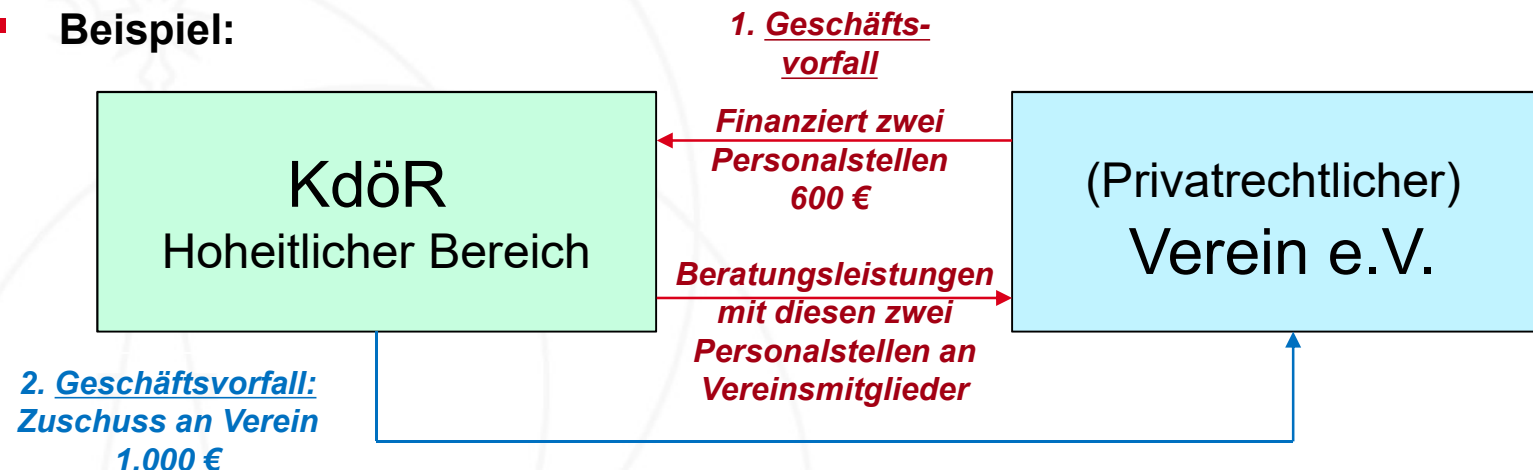 Beispiel:
1. Geschäfts-
vorfall
KdöR
Hoheitlicher Bereich
Finanziert zwei
Personalstellen
600 €
Beratungsleistungen
mit diesen zwei
Personalstellen an
Vereinsmitglieder
(Privatrechtlicher)
Verein e.V.
2. Geschäftsvorfall:
Zuschuss an Verein
1.000 €